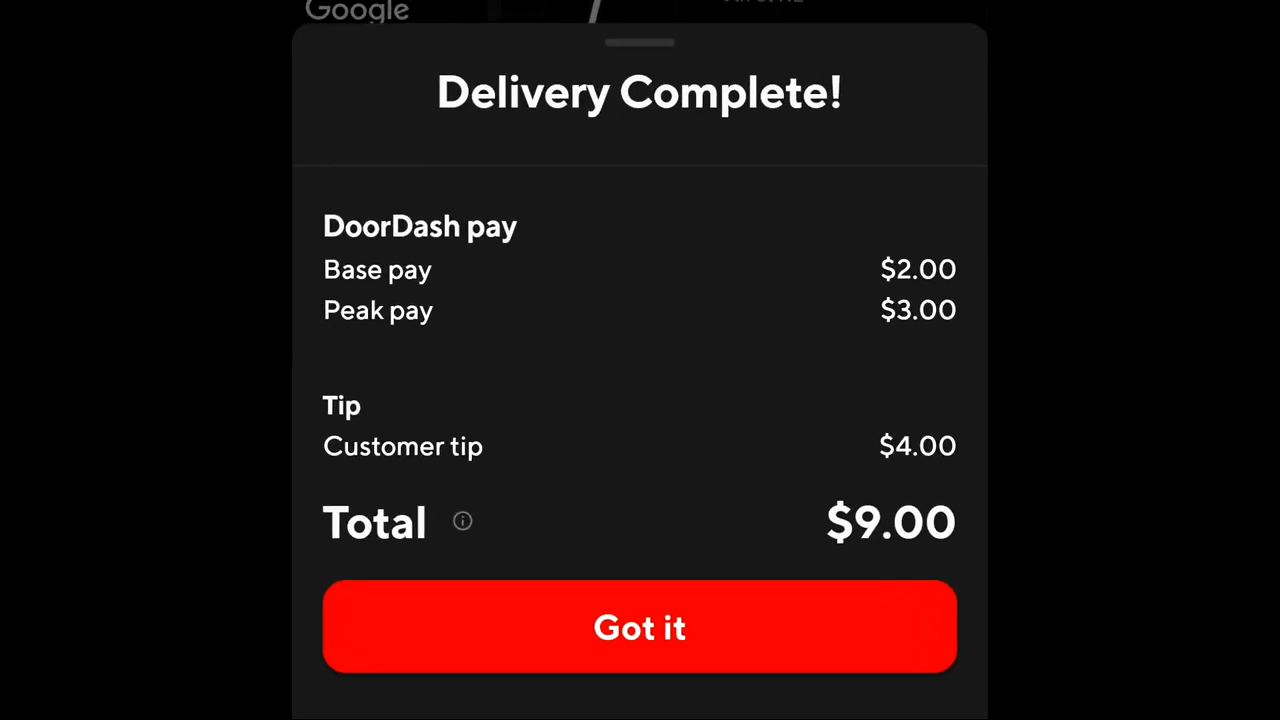 Google
Delivery Complete!
DoorDash pay
Base pay $2.00
Peak pay $3.00
Tip
Customer tip $4.00
Total $9.00
Got it